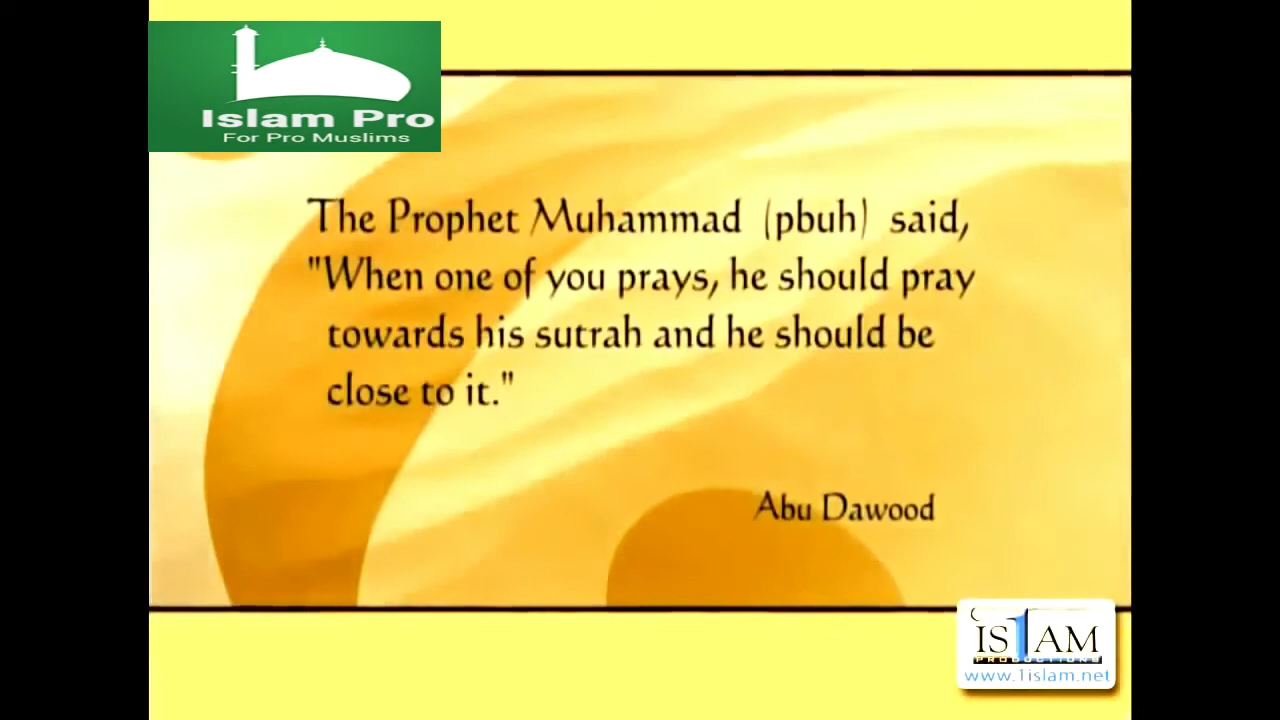 Islam Pro
For Pro Muslims
The Prophet Muhammad (pbuh) said,
"When one of you prays, he should pray
towards his sutrah and he should be
close to it."
Abu Dawood
IS1AM
PRODUCTIONS
www.1islam.net